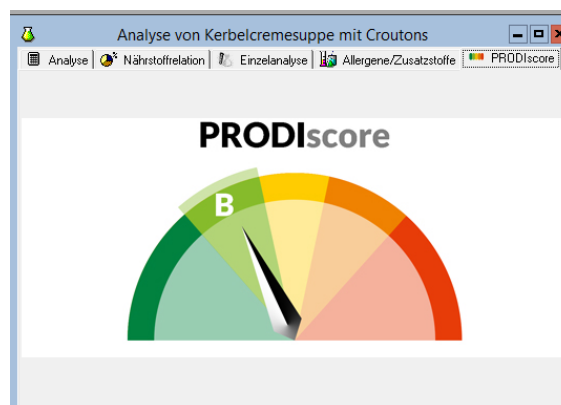 Analyse von Kerbelcremesuppe mit Croutons
Analyse Nährstoffrelation Einzelanalyse Allergene/Zusatzstoffe PRODIscore
PRODIscore
B